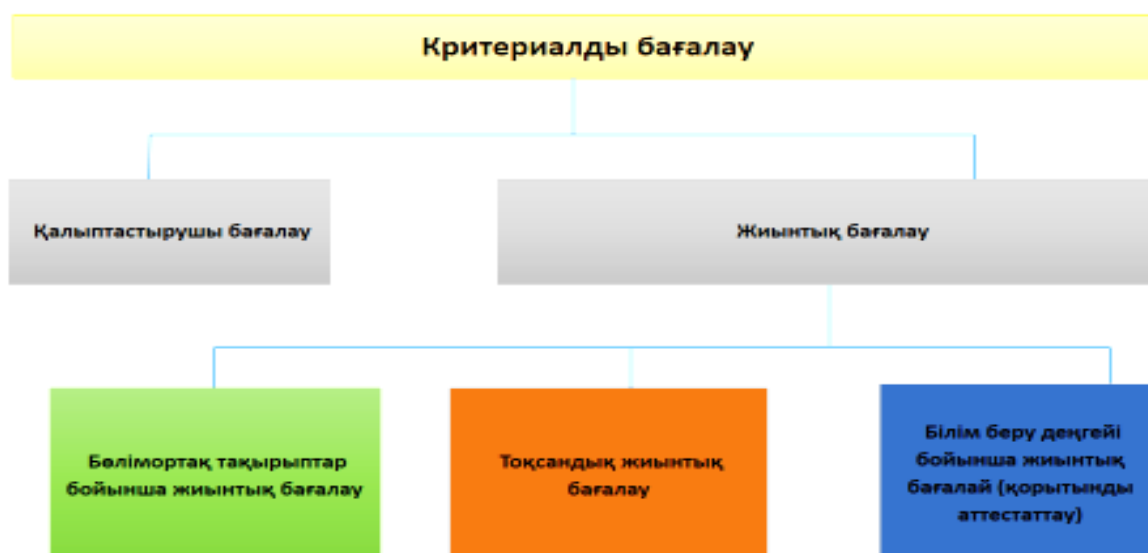 Критериалды бағалау
Қалыптастырушы бағалау
Жиынтық бағалау
Бөлімортақ тақырыптар
бойынша жиынтық бағалау
Тоқсандық жиынтық
бағалау
Білім беру деңгейі
бойынша жиынтық
бағалай (қорытынды
аттестаттау)